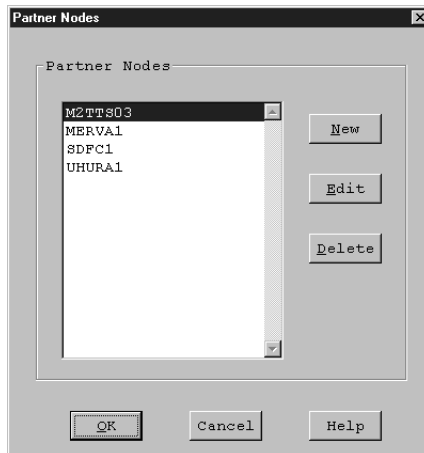 Partner Nodes
Partner Nodes
M2TTS03
MERVA1
SDFC1
UHURA1
New
Edit
Delete
OK
Cancel
Help